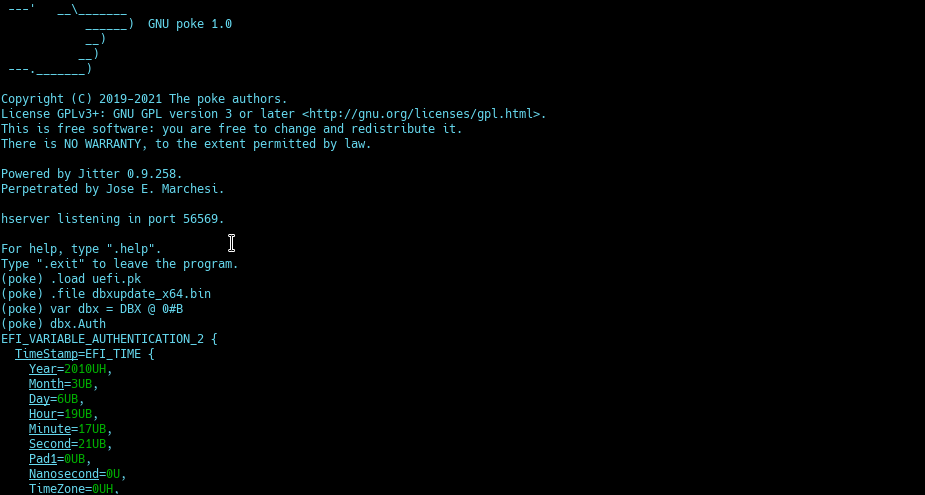 ---'   __\_______
            ______)  GNU poke 1.0
            __)
           __)
 ---._______)
Copyright (C) 2019-2021 The poke authors.
License GPLv3+: GNU GPL version 3 or later <http://gnu.org/licenses/gpl.html>.
This is free software: you are free to change and redistribute it.
There is NO WARRANTY, to the extent permitted by law.
Powered by Jitter 0.9.258.
Perpetrated by Jose E. Marchesi.
hserver listening in port 56569.
For help, type ".help".
Type ".exit" to leave the program.
(poke) .load uefi.pk
(poke) .file dbxupdate_x64.bin
(poke) var dbx = DBX @ 0#B
(poke) dbx.Auth
EFI_VARIABLE_AUTHENTICATION_2 {
  TimeStamp=EFI_TIME {
    Year=2010UH,
    Month=3UB,
    Day=6UB,
    Hour=19UB,
    Minute=17UB,
    Second=21UB,
    Pad1=0UB,
    Nanosecond=0U,
    TimeZone=0UH,